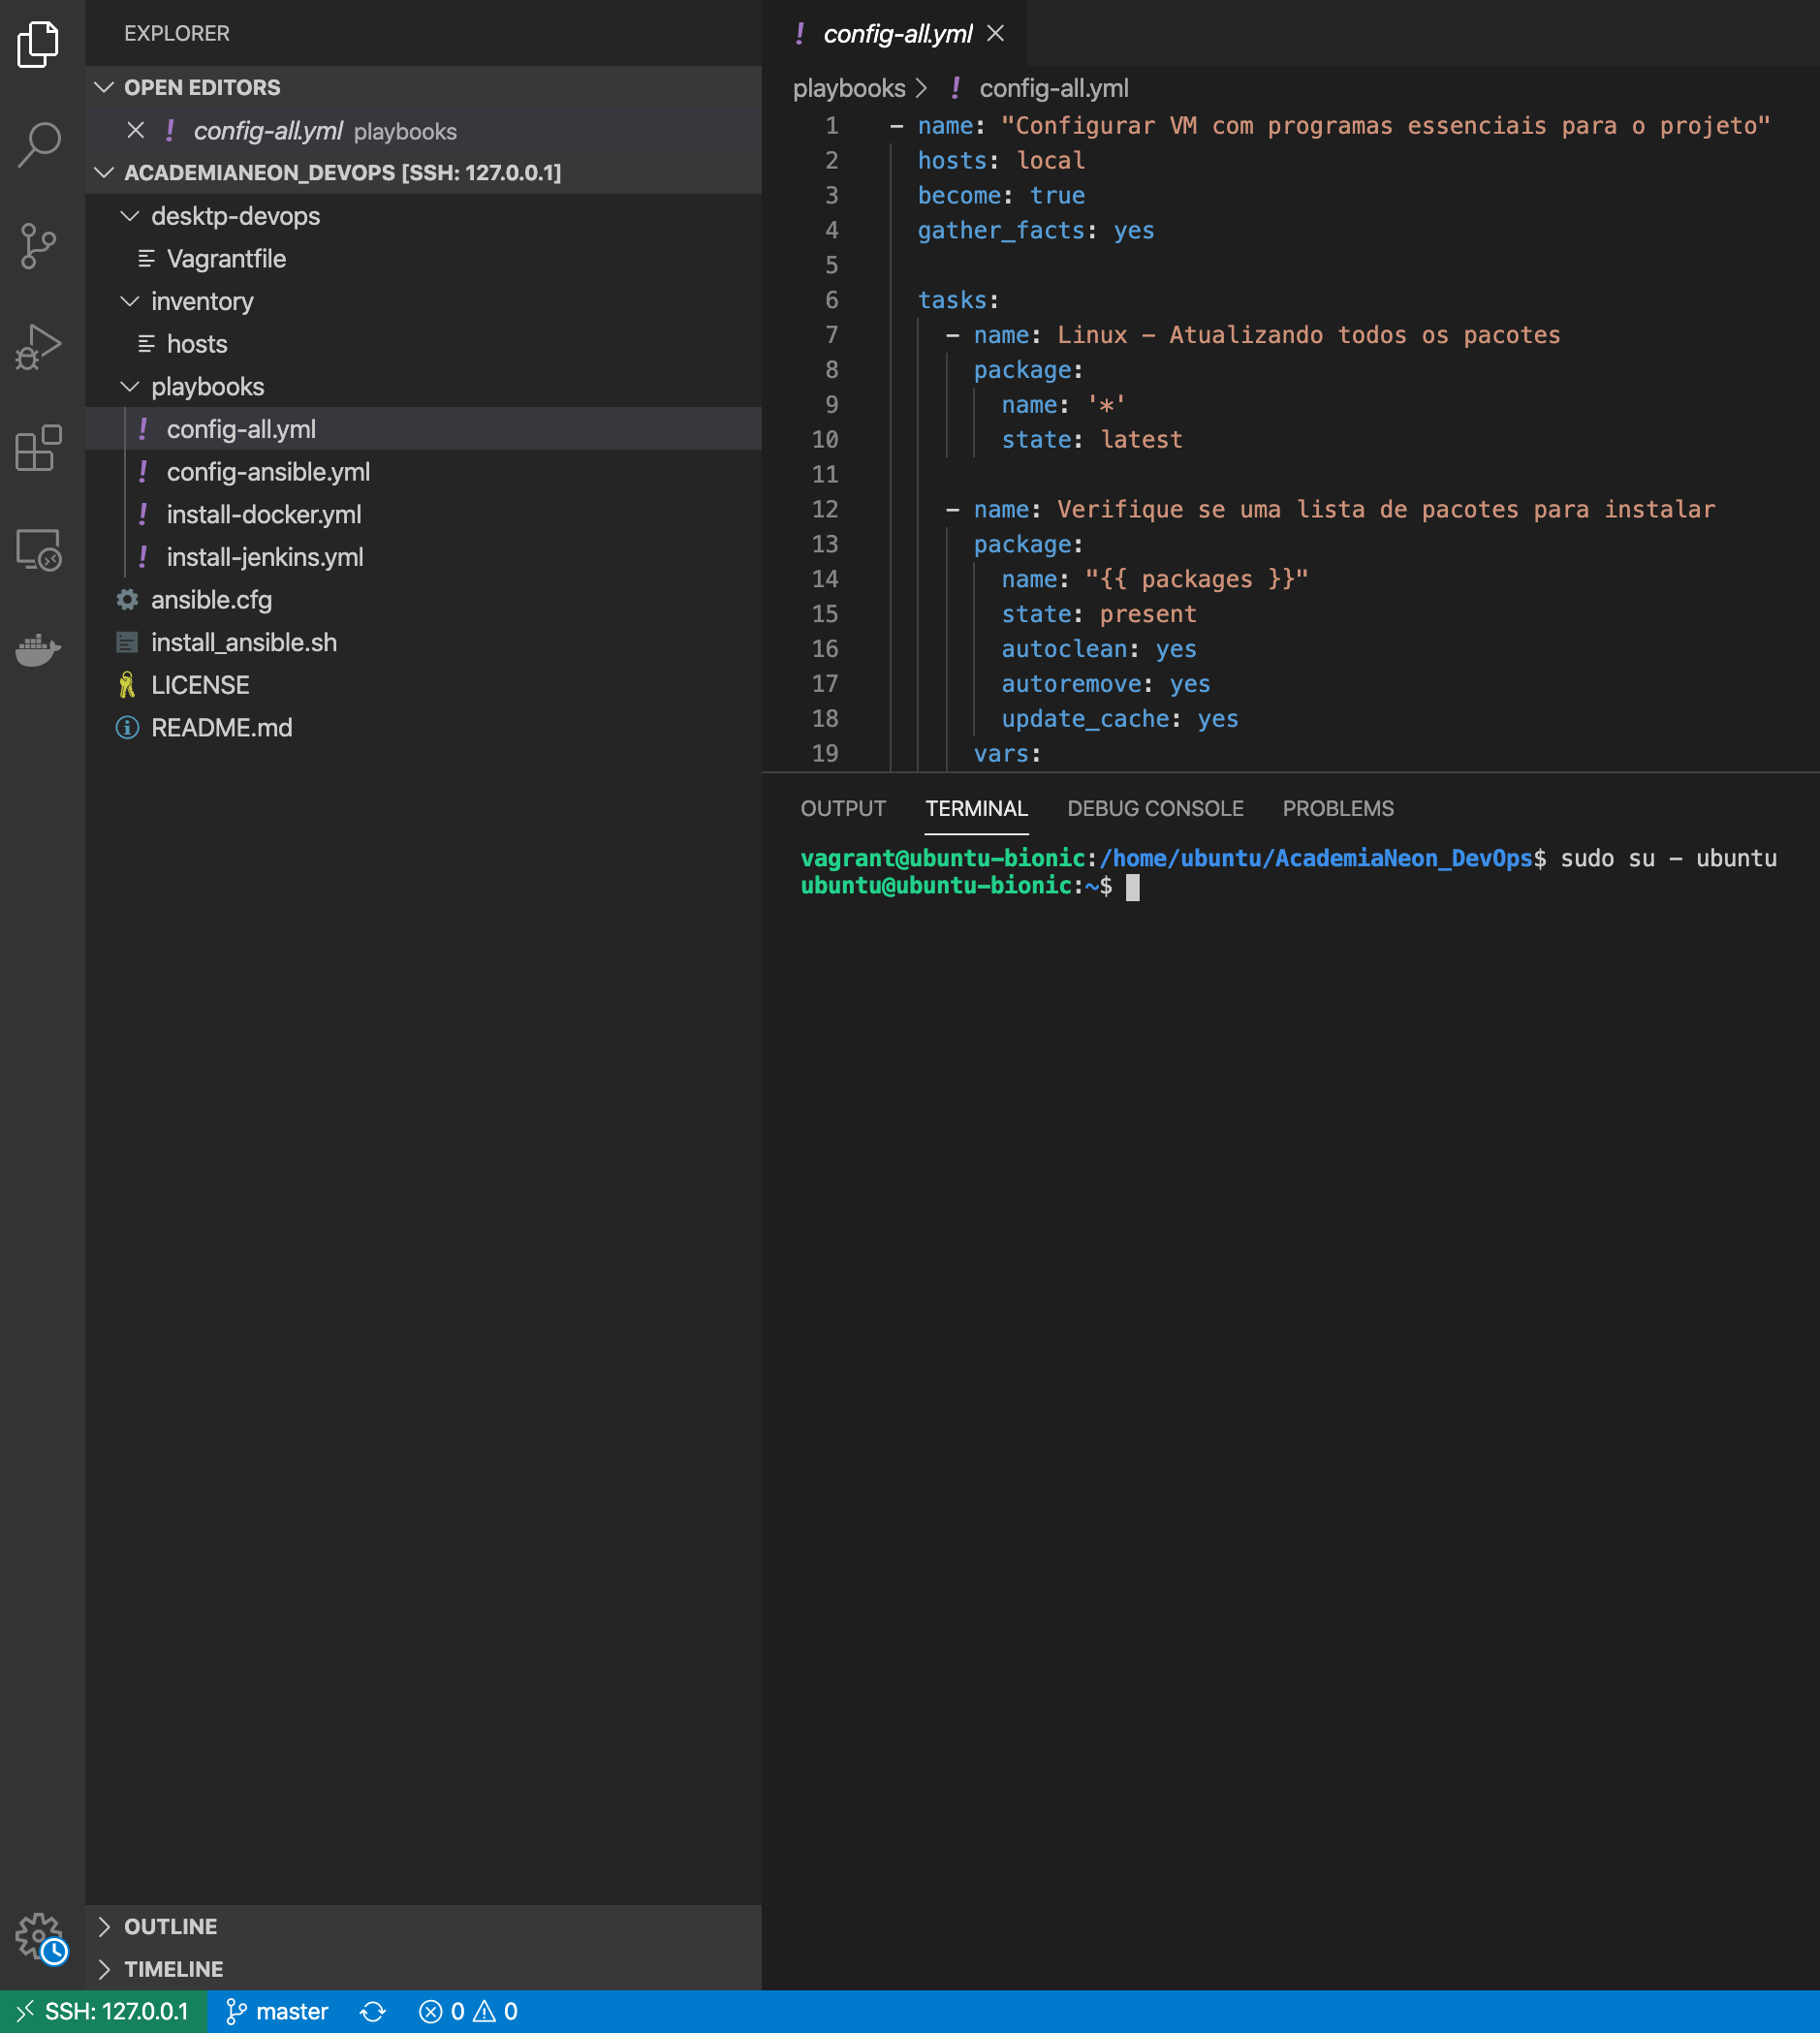 EXPLORER
OPEN EDITORS
config-all.yml playbooks
ACADEMIANEON_DEVOPS [SSH: 127.0.0.1]
desktp-devops
Vagrantfile
inventory
hosts
playbooks
! config-all.yml
! config-ansible.yml
! install-docker.yml
! install-jenkins.yml
ansible.cfg
install_ansible.sh
LICENSE
README.md
OUTLINE
TIMELINE
! config-all.yml
playbooks > ! config-all.yml
1 - name: "Configurar VM com programas essenciais para o projeto"
2 hosts: local
3 become: true
4 gather_facts: yes
5
6 tasks:
7 - name: Linux - Atualizando todos os pacotes
8 package:
9 name: '*'
10 state: latest
11
12 - name: Verifique se uma lista de pacotes para instalar
13 package:
14 name: "{{ packages }}"
15 state: present
16 autoclean: yes
17 autoremove: yes
18 update_cache: yes
19 vars:
OUTPUT TERMINAL DEBUG CONSOLE PROBLEMS
vagrant@ubuntu-bionic:/home/ubuntu/AcademiaNeon_DevOps$ sudo su - ubuntu
ubuntu@ubuntu-bionic:~$
SSH: 127.0.0.1 master 0 0